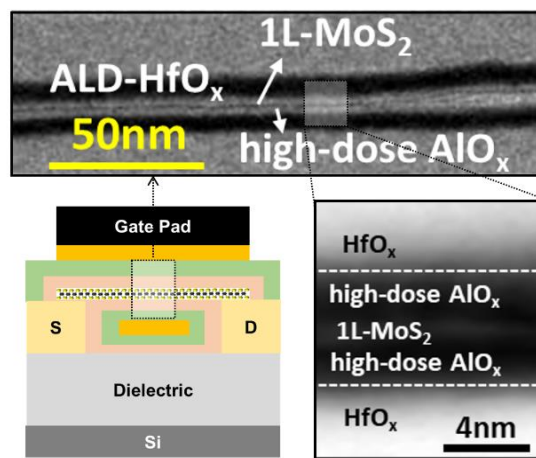 1L-MoS₂
ALD-HfOₓ
50nm
high-dose AlOₓ
Gate Pad
S
D
Dielectric
Si
HfOₓ
high-dose AlOₓ
1L-MoS₂
high-dose AlOₓ
HfOₓ
4nm